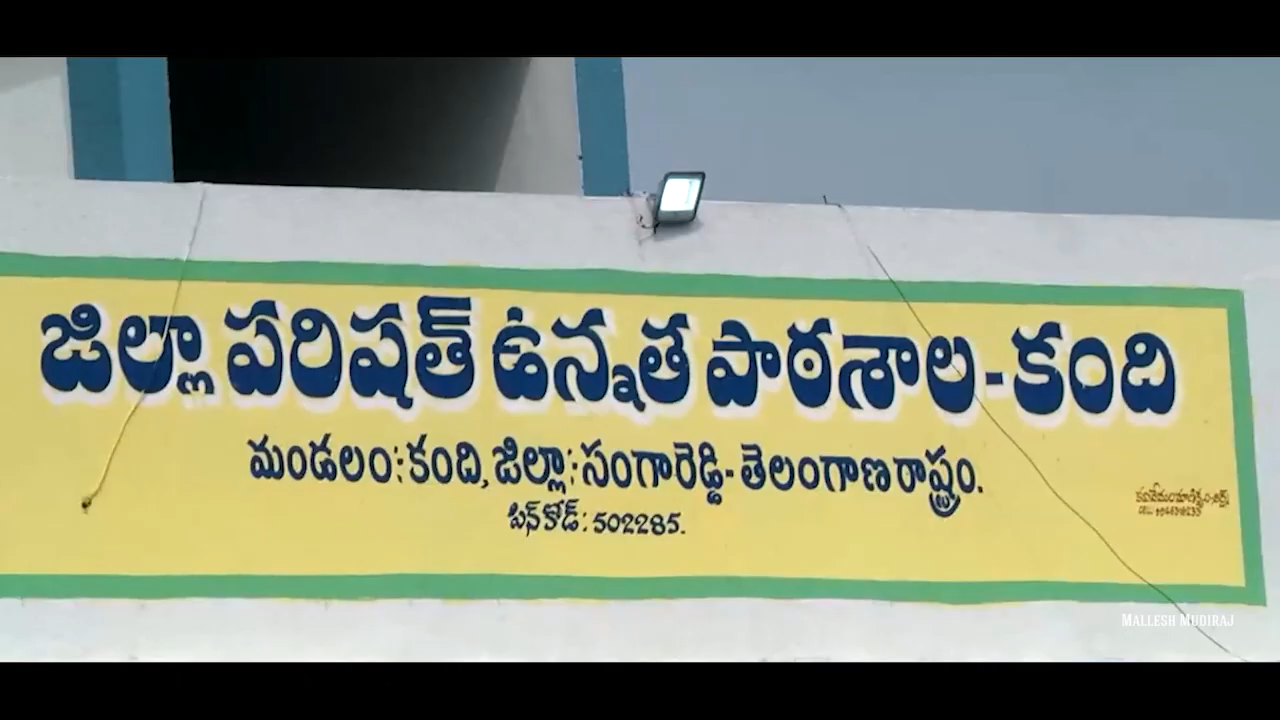 జిల్లా పరిషత్ ఉన్నత పాఠశాల-కంది
మండలం: కంది, జిల్లా: సంగారెడ్డి-తెలంగాణ రాష్ట్రం.
పిన్ కోడ్: 502285.
MALLESH MUDIRAJ